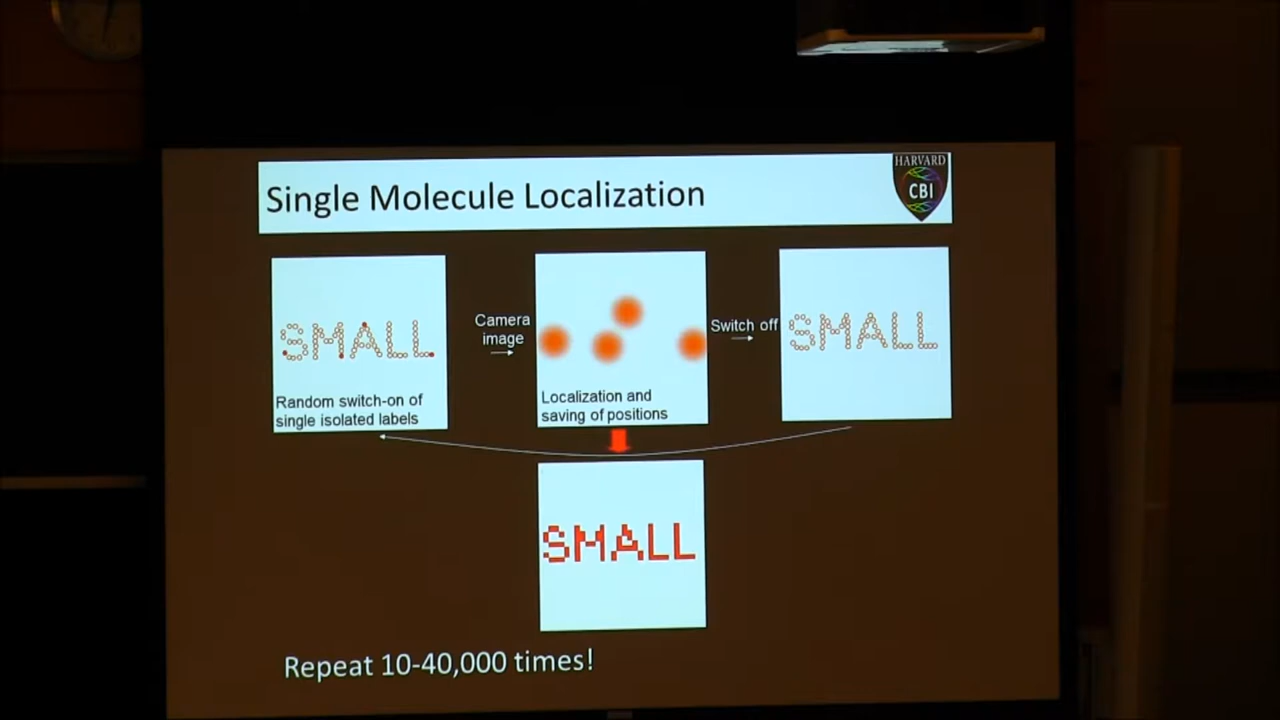 Single Molecule Localization
HARVARD
CBI
SMALL
Random switch-on of
single isolated labels
Camera
image
Localization and
saving of positions
Switch off
SMALL
SMALL
Repeat 10-40,000 times!